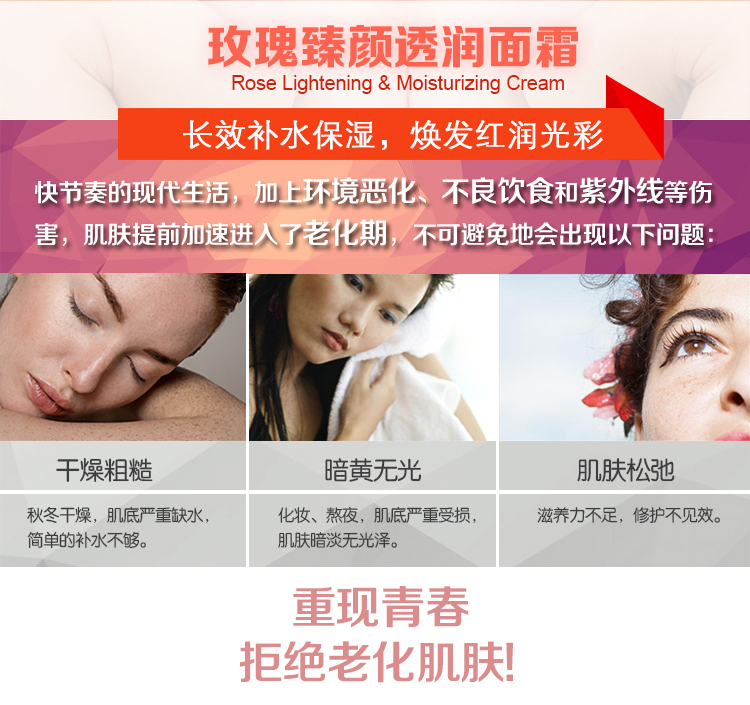 玫瑰臻颜透润面霜
Rose Lightening & Moisturizing Cream
长效补水保湿，焕发红润光彩
快节奏的现代生活，加上环境恶化、不良饮食和紫外线等伤
害，肌肤提前加速进入了老化期，不可避免地会出现以下问题：
干燥粗糙
秋冬干燥，肌底严重缺水，
简单的补水不够。
暗黄无光
化妆、熬夜，肌底严重受损，
肌肤暗淡无光泽。
肌肤松弛
滋养力不足，修护不见效。
重现青春
拒绝老化肌肤!